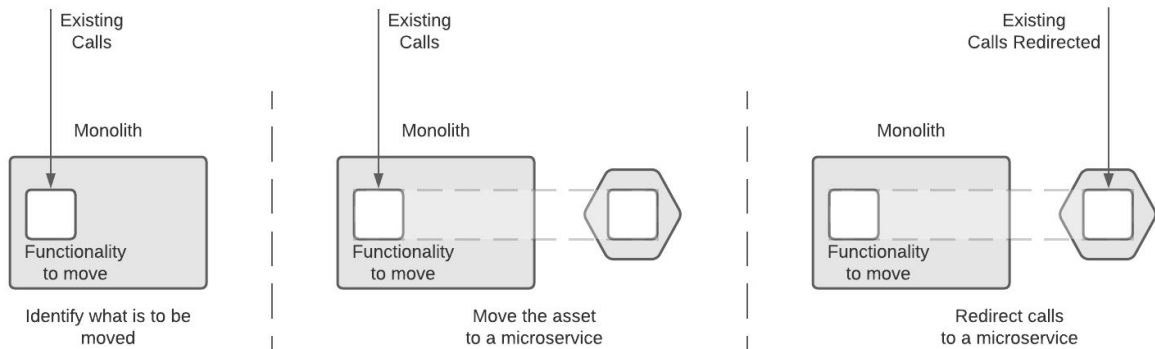 Existing
Calls
Monolith
Functionality
to move
Identify what is to be
moved
Existing
Calls
Monolith
Functionality
to move
Move the asset
to a microservice
Existing
Calls Redirected
Monolith
Functionality
to move
Redirect calls
to a microservice